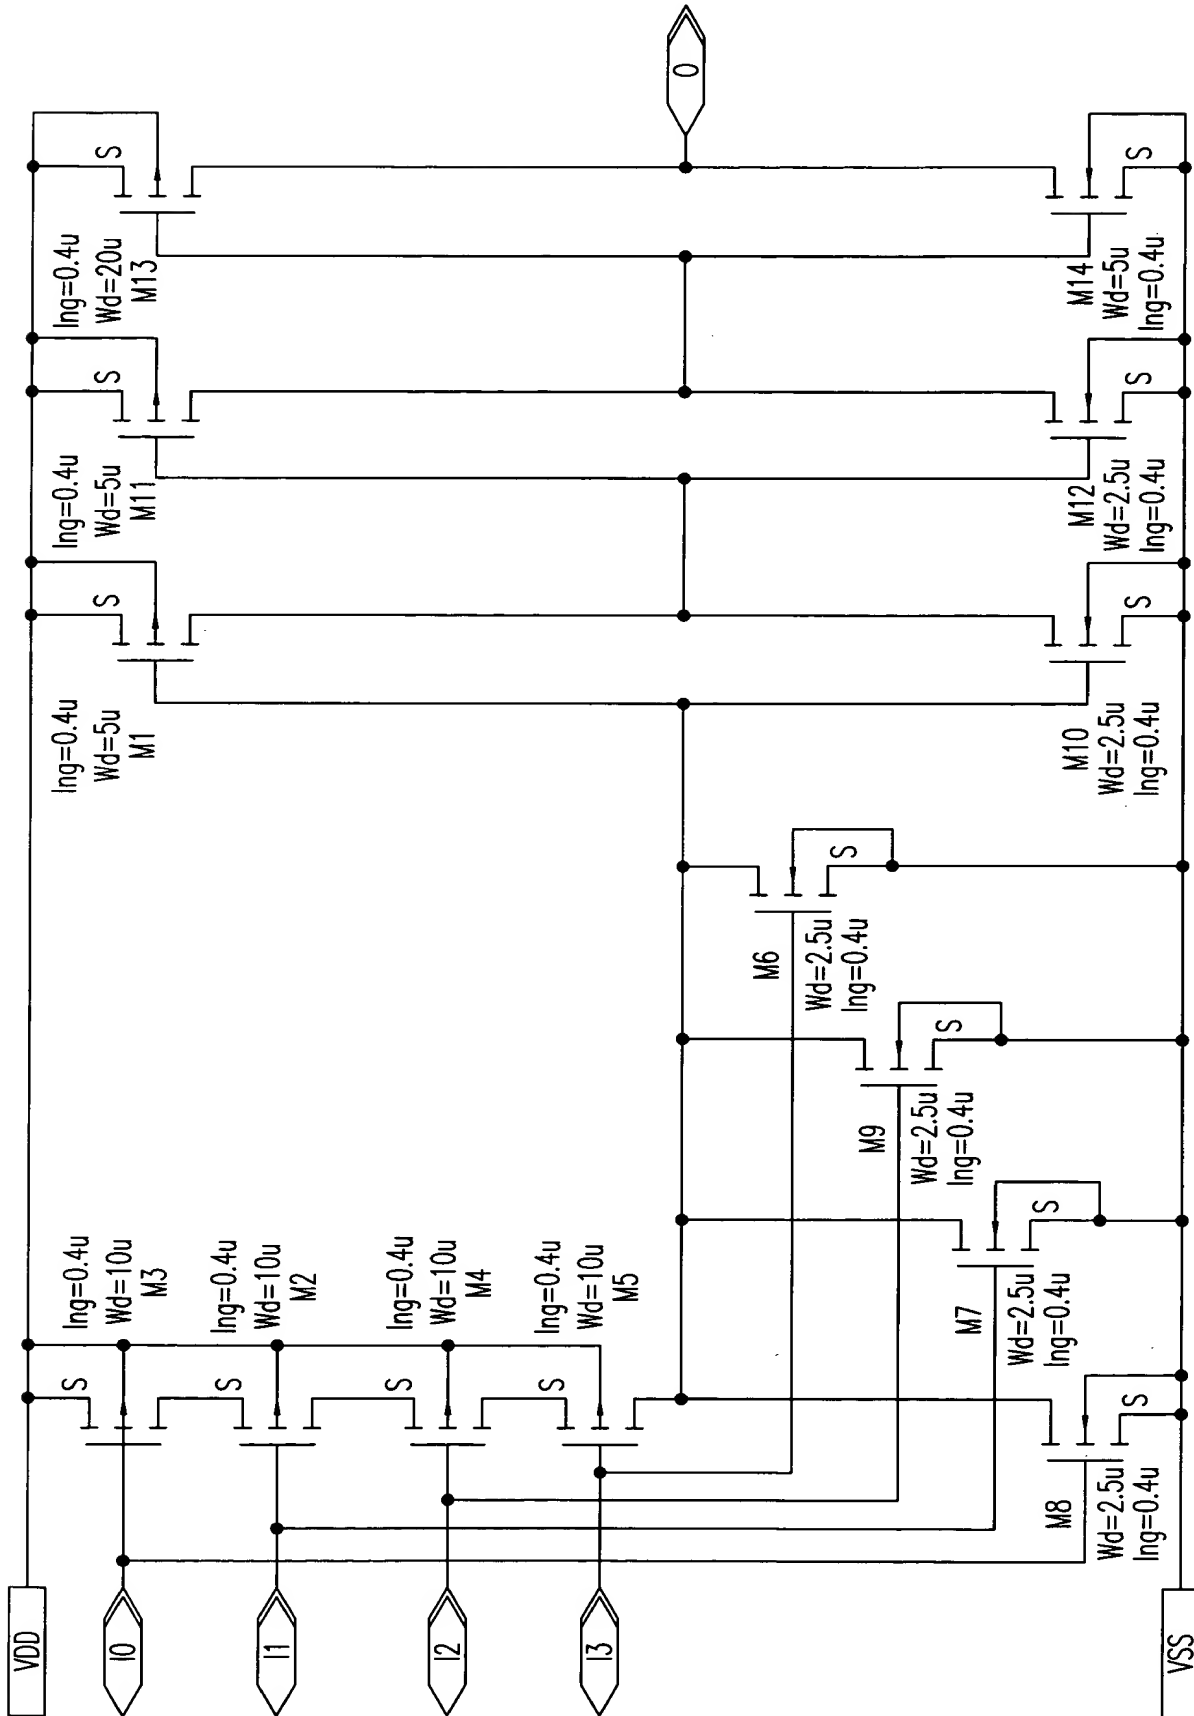 VDD
I0
I1
I2
I3
VSS
lng=0.4u
Wd=10u
M3
S
lng=0.4u
Wd=10u
M2
S
lng=0.4u
Wd=10u
M4
S
lng=0.4u
Wd=10u
M5
S
M8
Wd=2.5u
lng=0.4u
S
M7
Wd=2.5u
lng=0.4u
S
M9
Wd=2.5u
lng=0.4u
S
M6
Wd=2.5u
lng=0.4u
S
lng=0.4u
Wd=5u
M1
S
M10
Wd=2.5u
lng=0.4u
S
lng=0.4u
Wd=5u
M11
S
M12
Wd=2.5u
lng=0.4u
S
lng=0.4u
Wd=20u
M13
S
M14
Wd=5u
lng=0.4u
S
O